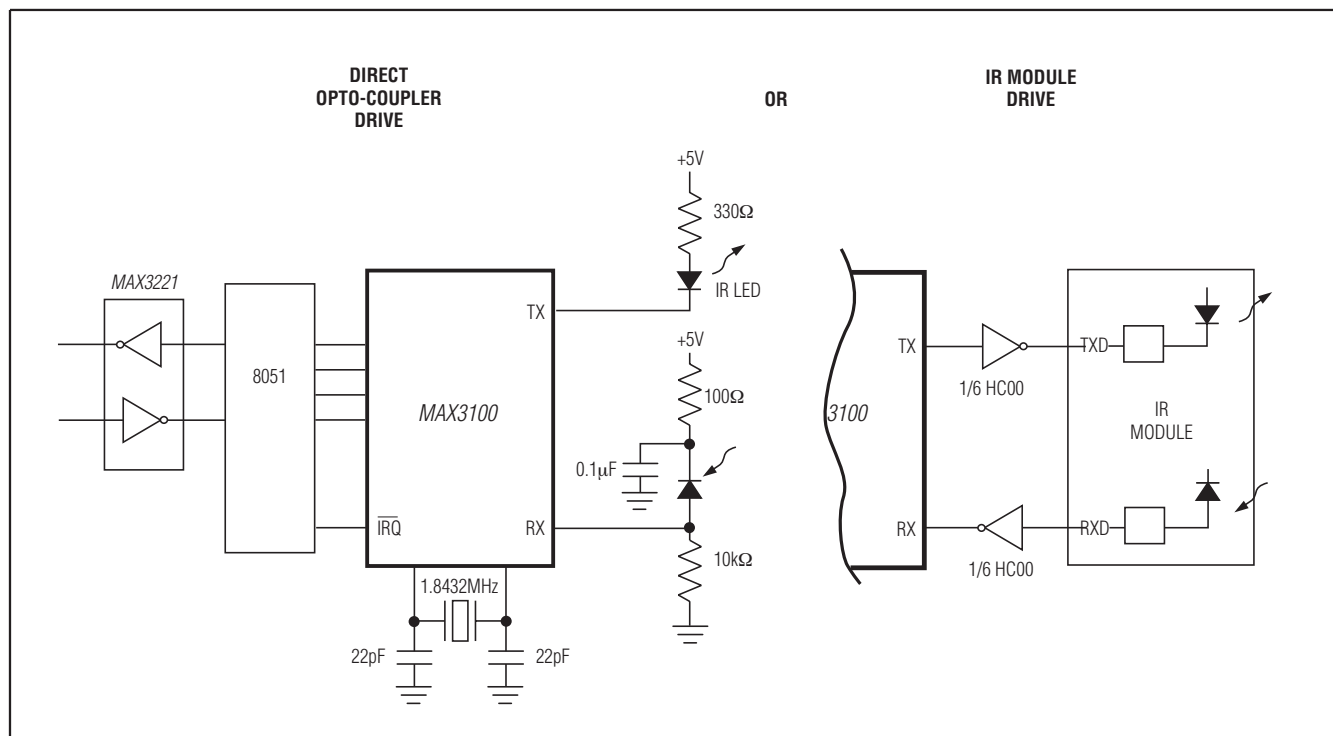 DIRECT
OPTO-COUPLER
DRIVE
OR
IR MODULE
DRIVE
+5V
330Ω
IR LED
MAX3221
8051
MAX3100
TX
IRQ
RX
+5V
100Ω
0.1µF
10kΩ
1.8432MHz
22pF
22pF
3100
TX
RX
1/6 HC00
1/6 HC00
TXD
RXD
IR
MODULE